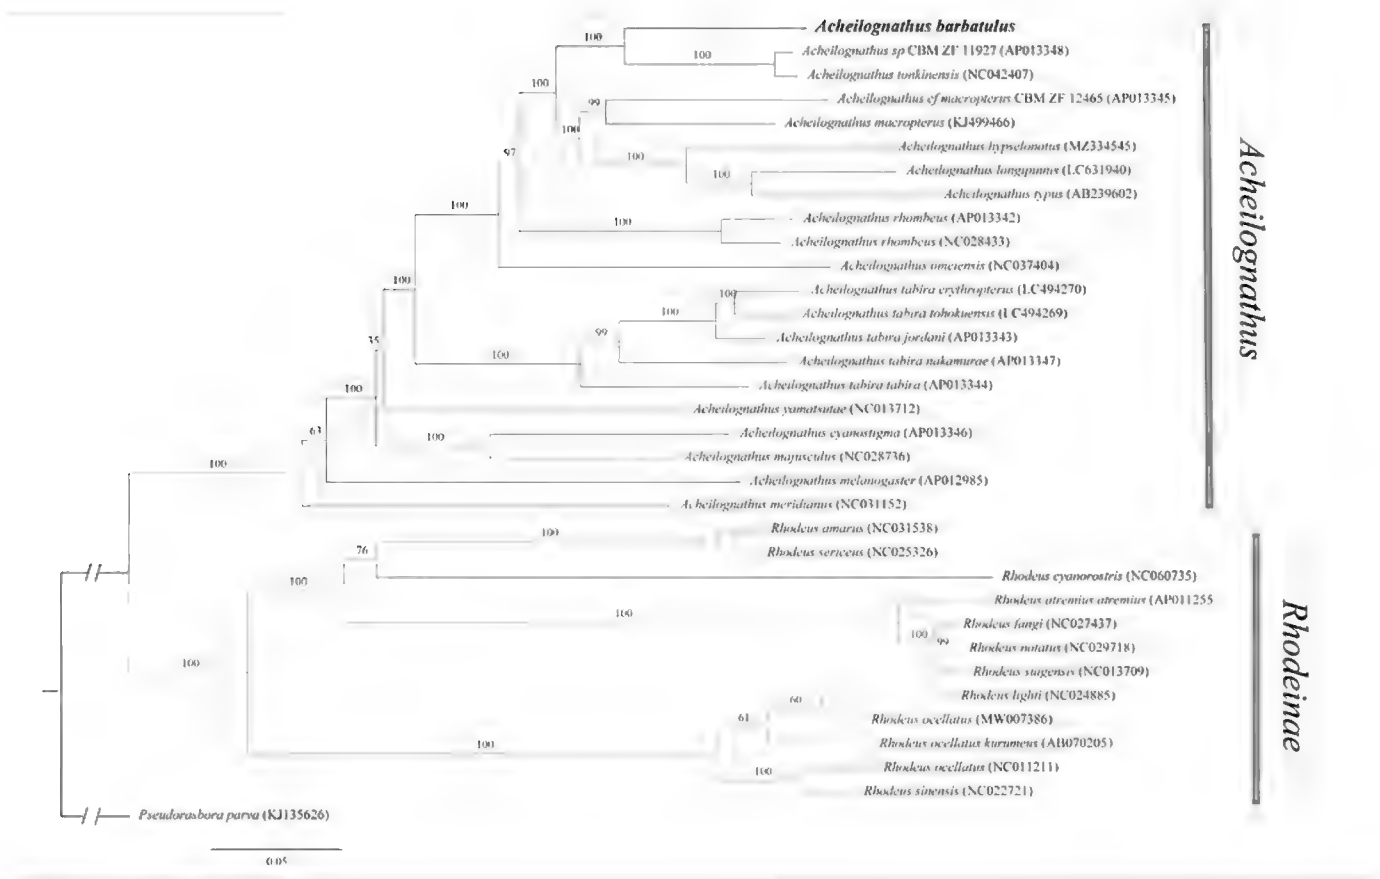 Acheilognathus barbatulus
100
Acheilognathus sp CBM ZF 11927 (AP013348)
100
Acheilognathus tonkinensis (NC042407)
100
Acheilognathus cf macropterus CBM ZF 12465 (AP013345)
99
Acheilognathus macropterus (KJ499466)
100
Acheilognathus hypselonotus (MZ334545)
97
100
Acheilognathus longipinnis (LC631940)
100
Acheilognathus typus (AB239602)
100
Acheilognathus rhombeus (AP013342)
100
Acheilognathus rhombeus (NC028433)
Acheilognathus omeiensis (NC037404)
100
Acheilognathus tabira erythropterus (LC494270)
100
Acheilognathus tabira tohokuensis (LC494269)
100
99
Acheilognathus tabira jordani (AP013343)
35
100
Acheilognathus tabira nakamurae (AP013347)
Acheilognathus tabira tabira (AP013344)
100
Acheilognathus yamatsutae (NC013712)
63
100
Acheilognathus cyanostigma (AP013346)
Acheilognathus majusculus (NC028736)
100
Acheilognathus melanogaster (AP012985)
Acheilognathus meridianus (NC031152)
Acheilognathus
Rhodeus amarus (NC031538)
100
76
Rhodeus sericeus (NC025326)
100
Rhodeus cyanorostris (NC060735)
Rhodeus atremius atremius (AP011255
100
Rhodeus fangi (NC027437)
100
99
Rhodeus notatus (NC029718)
100
Rhodeus suigensis (NC013709)
Rhodeus lighti (NC024885)
60
61
Rhodeus ocellatus (MW007386)
100
Rhodeus ocellatus kurumeus (AB070205)
Rhodeus ocellatus (NC011211)
100
Rhodeus sinensis (NC022721)
Rhodeinae
Pseudorasbora parva (KJ135626)
0.05